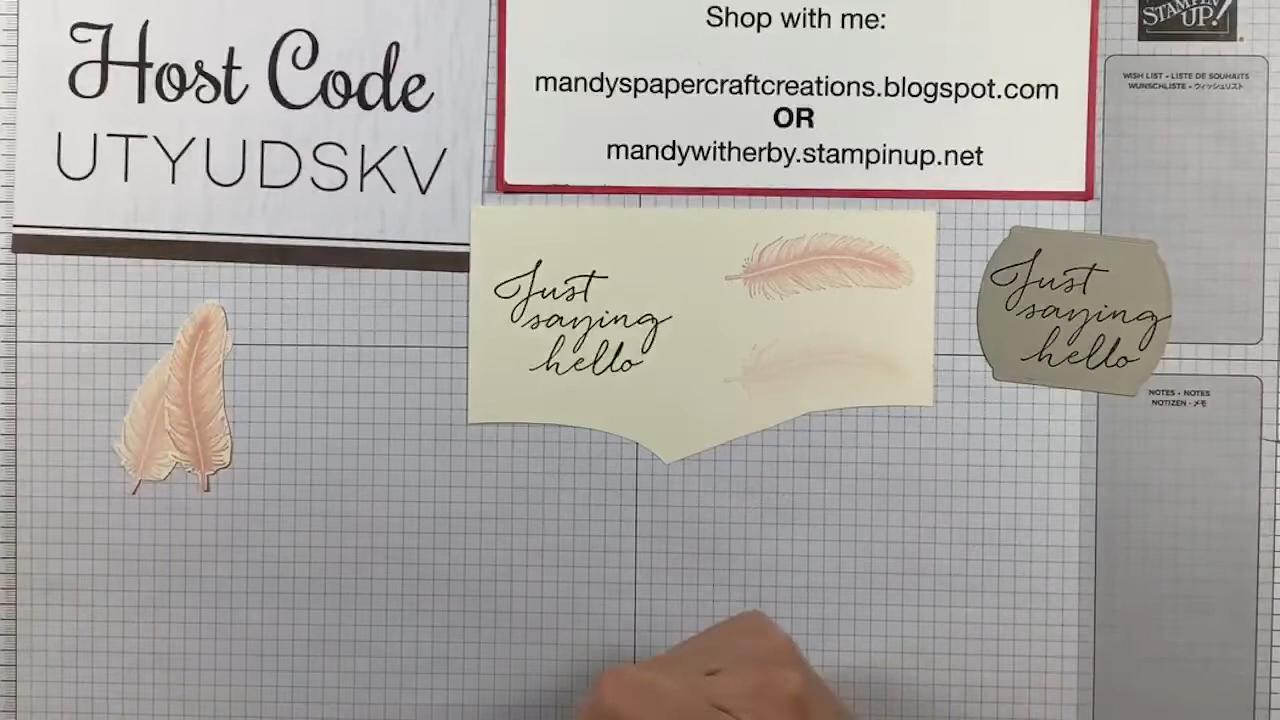 Host Code
UTYUDSKV
Shop with me:
mandyspapercraftcreations.blogspot.com
OR
mandywitherby.stampinup.net
STAMPIN'
UP!
WISH LIST • LISTE DE SOUHAITS
WUNSCHLISTE • ウィッシュリスト
Just
saying
hello
Just
saying
hello
NOTES • NOTES
NOTIZEN • メモ